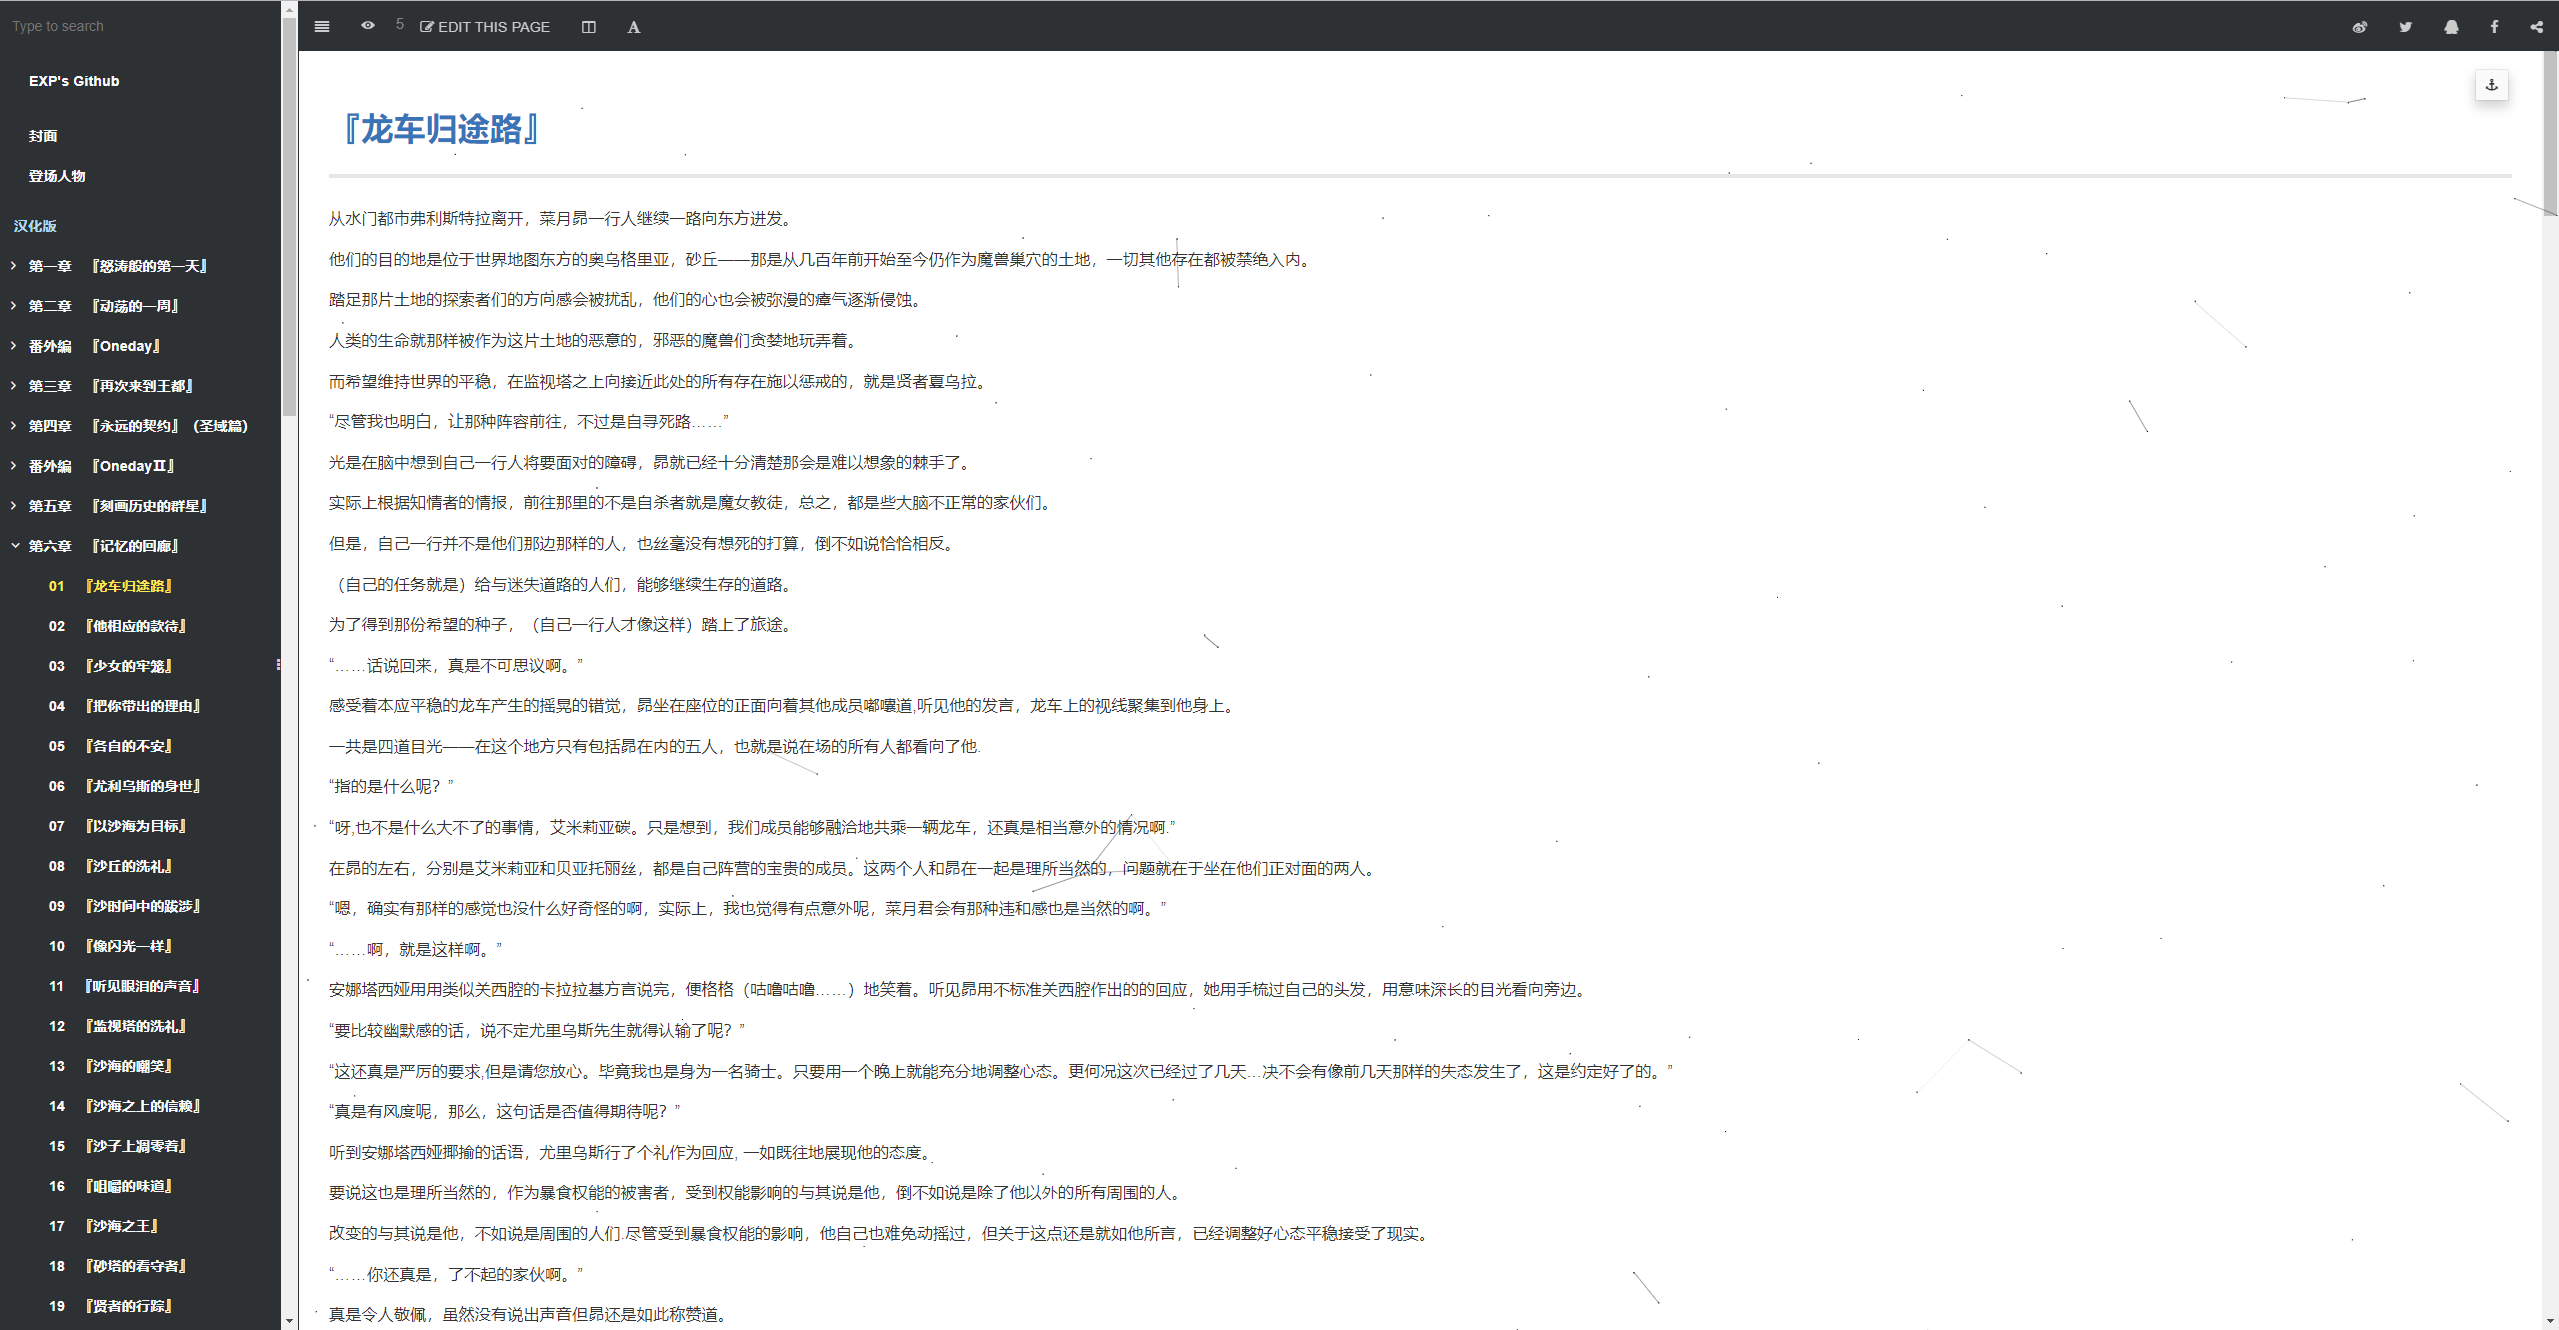 Type to search
EXP's Github
封面
登场人物
汉化版
第一章 『怒涛般的第一天』
第二章 『动荡的一周』
番外编 『Oneday』
第三章 『再次来到王都』
第四章 『永远的契约』（圣域篇）
番外编 『OnedayⅡ』
第五章 『刻画历史的群星』
第六章 『记忆的回廊』
01 『龙车归途路』
02 『他相应的款待』
03 『少女的牢笼』
04 『把你带出的理由』
05 『各自的不安』
06 『尤利乌斯的身世』
07 『以沙海为目标』
08 『沙丘的洗礼』
09 『沙时间中的跋涉』
10 『像闪光一样』
11 『听见眼泪的声音』
12 『监视塔的洗礼』
13 『沙海的嘲笑』
14 『沙海之上的信赖』
15 『沙子上凋零着』
16 『咀嚼的味道』
17 『沙海之王』
18 『砂塔的看守者』
19 『贤者的行踪』
5 EDIT THIS PAGE
『龙车归途路』
从水门都市弗利斯特拉离开，菜月昴一行人继续一路向东方进发。
他们的目的地是位于世界地图东方的奥乌格里亚，砂丘——那是从几百年前开始至今仍作为魔兽巢穴的土地，一切其他存在都被禁绝入内。
踏足那片土地的探索者们的方向感会被扰乱，他们的心也会被弥漫的瘴气逐渐侵蚀。
人类的生命就那样被作为这片土地的恶意的，邪恶的魔兽们贪婪地玩弄着。
而希望维持世界的平稳，在监视塔之上向接近此处的所有存在施以惩戒的，就是贤者夏乌拉。
“尽管我也明白，让那种阵容前往，不过是自寻死路……”
光是在脑中想到自己一行人将要面对的障碍，昴就已经十分清楚那会是难以想象的棘手了。
实际上根据知情者的情报，前往那里的不是自杀者就是魔女教徒，总之，都是些大脑不正常的家伙们。
但是，自己一行并不是他们那边那样的人，也丝毫没有想死的打算，倒不如说恰恰相反。
（自己的任务就是）给与迷失道路的人们，能够继续生存的道路。
为了得到那份希望的种子，（自己一行人才像这样）踏上了旅途。
“……话说回来，真是不可思议啊。”
感受着本应平稳的龙车产生的摇晃的错觉，昴坐在座位的正面向着其他成员嘟囔道,听见他的发言，龙车上的视线聚集到他身上。
一共是四道目光——在这个地方只有包括昴在内的五人，也就是说在场的所有人都看向了他.
“指的是什么呢？”
“呀,也不是什么大不了的事情，艾米莉亚碳。只是想到，我们成员能够融洽地共乘一辆龙车，还真是相当意外的情况啊.”
在昴的左右，分别是艾米莉亚和贝亚托丽丝，都是自己阵营的宝贵的成员。这两个人和昴在一起是理所当然的，问题就在于坐在他们正对面的两人。
“嗯，确实有那样的感觉也没什么好奇怪的啊，实际上，我也觉得有点意外呢，菜月君会有那种违和感也是当然的啊。”
“……啊，就是这样啊。”
安娜塔西娅用用类似关西腔的卡拉拉基方言说完，便格格（咕噜咕噜……）地笑着。听见昴用不标准关西腔作出的的回应，她用手梳过自己的头发，用意味深长的目光看向旁边。
“要比较幽默感的话，说不定尤里乌斯先生就得认输了呢？”
“这还真是严厉的要求,但是请您放心。毕竟我也是身为一名骑士。只要用一个晚上就能充分地调整心态。更何况这次已经过了几天…决不会有像前几天那样的失态发生了，这是约定好了的。”
“真是有风度呢，那么，这句话是否值得期待呢？”
听到安娜塔西娅揶揄的话语，尤里乌斯行了个礼作为回应, 一如既往地展现他的态度。
要说这也是理所当然的，作为暴食权能的被害者，受到权能影响的与其说是他，倒不如说是除了他以外的所有周围的人。
改变的与其说是他，不如说是周围的人们.尽管受到暴食权能的影响，他自己也难免动摇过，但关于这点还是就如他所言，已经调整好心态平稳接受了现实。
“……你还真是，了不起的家伙啊。”
真是令人敬佩，虽然没有说出声音但昴还是如此称赞道。